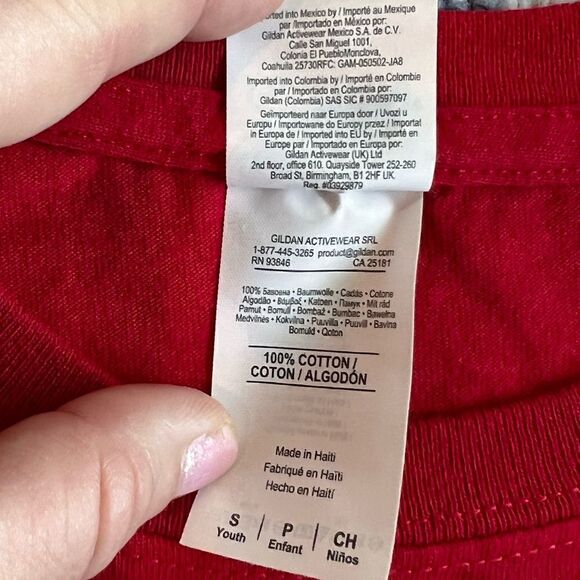 orted into Mexico by / Importé au Mexique
par /Importado en México por:
Gildan Activewear México S.A. de C.V.
Calle San Miguel 1001,
Colonia El PuebloMonclova,
Coahuila 25730RFC: GAM-050502-JA8
Imported into Colombia by / Importé en Colombie
par / Importado en Colombia por:
Gildan (Colombia) SAS SIC # 900597097
Geïmporteerd naar Europa door / Uvozi u
Europu / Importowane do Europy przez / Importat
in Europa de / Imported into EU by / Importé en
Europe par / Importado en Europa por:
Gildan Activewear (UK) Ltd
2nd floor, office 610. Quayside Tower 252-260
Broad St, Birmingham, B1 2HF UK.
Reg. #03929879
GILDAN ACTIVEWEAR SRL
1-877-445-3265 product@gildan.com
RN 93846 CA 25181
100% Бавовна • Baumwolle • Cadás • Cotone
Algodão • Βάμβαξ • Katoen • Памук • Mit rád
Pamut • Bomull • Bombaž • Bumbac • Bawełna
Medvilnės • Kokvilna • Puuvilla • Puuvill • Bavlna
Bomuld • Qoton
100% COTTON /
COTON / ALGODÓN
Made in Haiti
Fabriqué en Haïti
Hecho en Haití
S / P / CH
Youth Enfant Niños